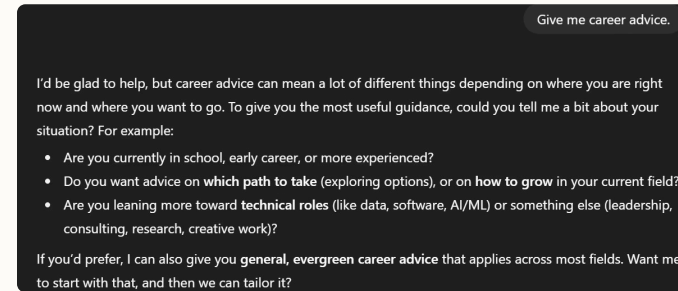 Give me career advice.
I'd be glad to help, but career advice can mean a lot of different things depending on where you are right
now and where you want to go. To give you the most useful guidance, could you tell me a bit about your
situation? For example:
• Are you currently in school, early career, or more experienced?
• Do you want advice on which path to take (exploring options), or on how to grow in your current field?
• Are you leaning more toward technical roles (like data, software, AI/ML) or something else (leadership,
consulting, research, creative work)?
If you'd prefer, I can also give you general, evergreen career advice that applies across most fields. Want me
to start with that, and then we can tailor it?